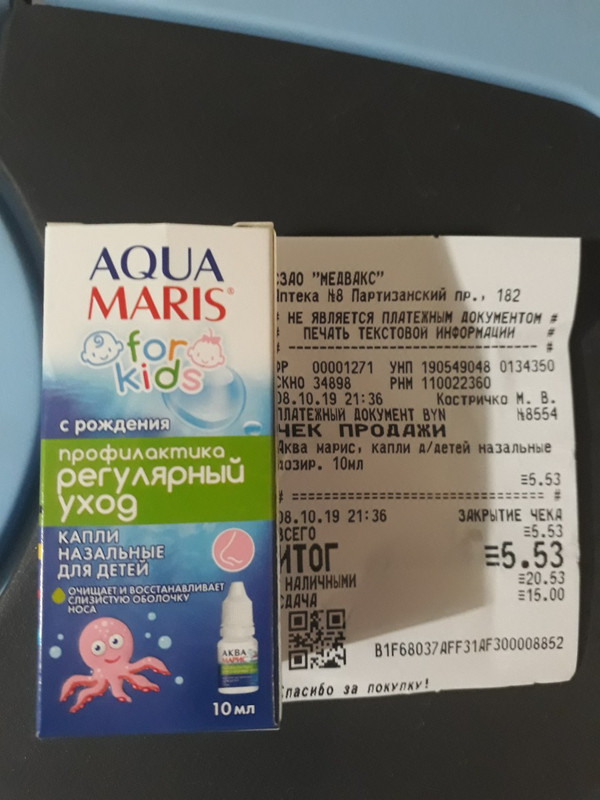 AQUA
MARIS®
for
kids
с рождения
профилактика
регулярный
уход
КАПЛИ
НАЗАЛЬНЫЕ
ДЛЯ ДЕТЕЙ
ОЧИЩАЕТ И ВОССТАНАВЛИВАЕТ
СЛИЗИСТУЮ ОБОЛОЧКУ
НОСА
АКВА
МАРИС
10 мл
ЗАО "МЕДВАКС"
Аптека №8 Партизанский пр., 182
# НЕ ЯВЛЯЕТСЯ ПЛАТЕЖНЫМ ДОКУМЕНТОМ #
# ПЕЧАТЬ ТЕКСТОВОЙ ИНФОРМАЦИИ #
00001271 УНП 190549048 0134350
СКНО 34898 РНМ 110022360
08.10.19 21:36 Костричко М. В.
ПЛАТЕЖНЫЙ ДОКУМЕНТ BYN №8554
ЧЕК ПРОДАЖИ
Аква марис, капли д/детей назальные
дозир. 10мл
≡5.53
08.10.19 21:36 ЗАКРЫТИЕ ЧЕКА
ВСЕГО ≡5.53
ИТОГ ≡5.53
НАЛИЧНЫМИ ≡20.53
СДАЧА ≡15.00
B1F68037AFF31AF300008852
Спасибо за покупку!